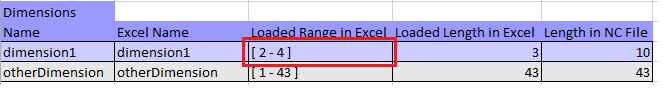 Dimensions
Name Excel Name Loaded Range in Excel Loaded Length in Excel Length in NC File
dimension1 dimension1 [ 2 - 4 ] 3 10
otherDimension otherDimension [ 1 - 43 ] 43 43